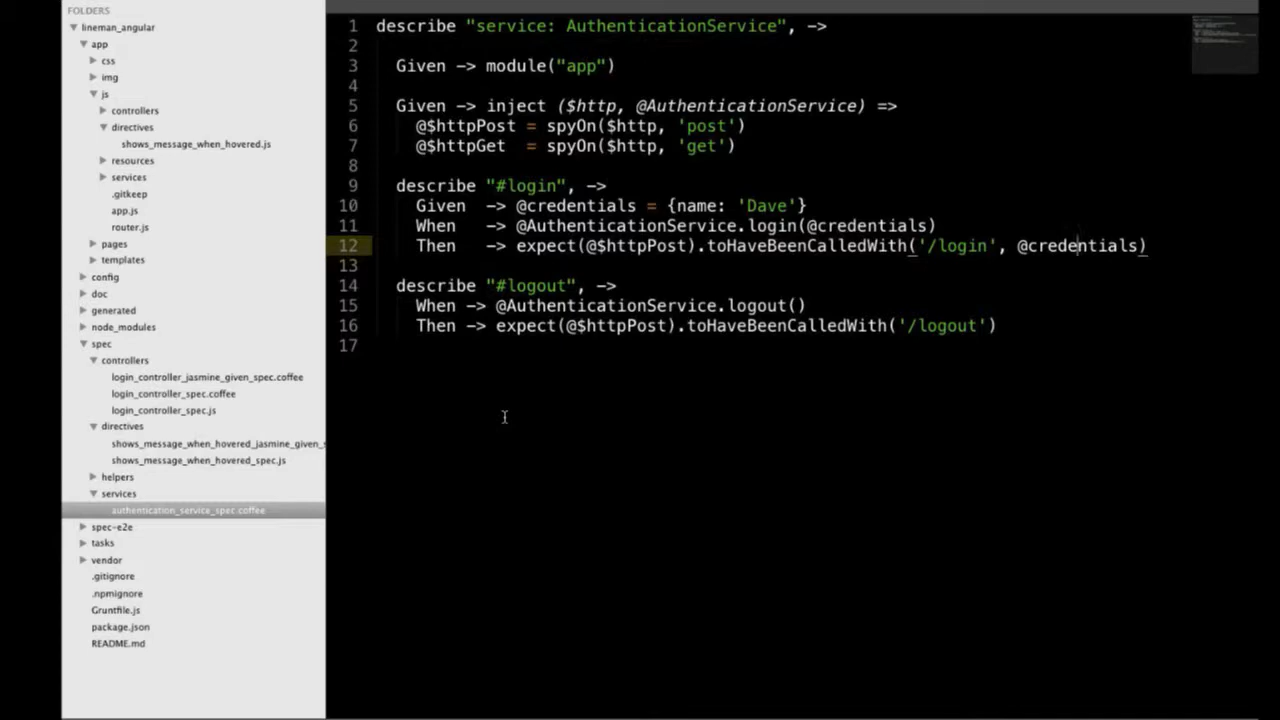 FOLDERS
lineman_angular
app
css
img
js
controllers
directives
shows_message_when_hovered.js
resources
services
.gitkeep
app.js
router.js
pages
templates
config
doc
generated
node_modules
spec
controllers
login_controller_jasmine_given_spec.coffee
login_controller_spec.coffee
login_controller_spec.js
directives
shows_message_when_hovered_jasmine_given_s
shows_message_when_hovered_spec.js
helpers
services
authentication_service_spec.coffee
spec-e2e
tasks
vendor
.gitignore
.npmignore
Gruntfile.js
package.json
README.md
1 describe "service: AuthenticationService", ->
2
3 Given -> module("app")
4
5 Given -> inject ($http, @AuthenticationService) =>
6 @$httpPost = spyOn($http, 'post')
7 @$httpGet  = spyOn($http, 'get')
8
9 describe "#login", ->
10 Given  -> @credentials = {name: 'Dave'}
11 When   -> @AuthenticationService.login(@credentials)
12 Then   -> expect(@$httpPost).toHaveBeenCalledWith('/login', @credentials)
13
14 describe "#logout", ->
15 When -> @AuthenticationService.logout()
16 Then -> expect(@$httpPost).toHaveBeenCalledWith('/logout')
17